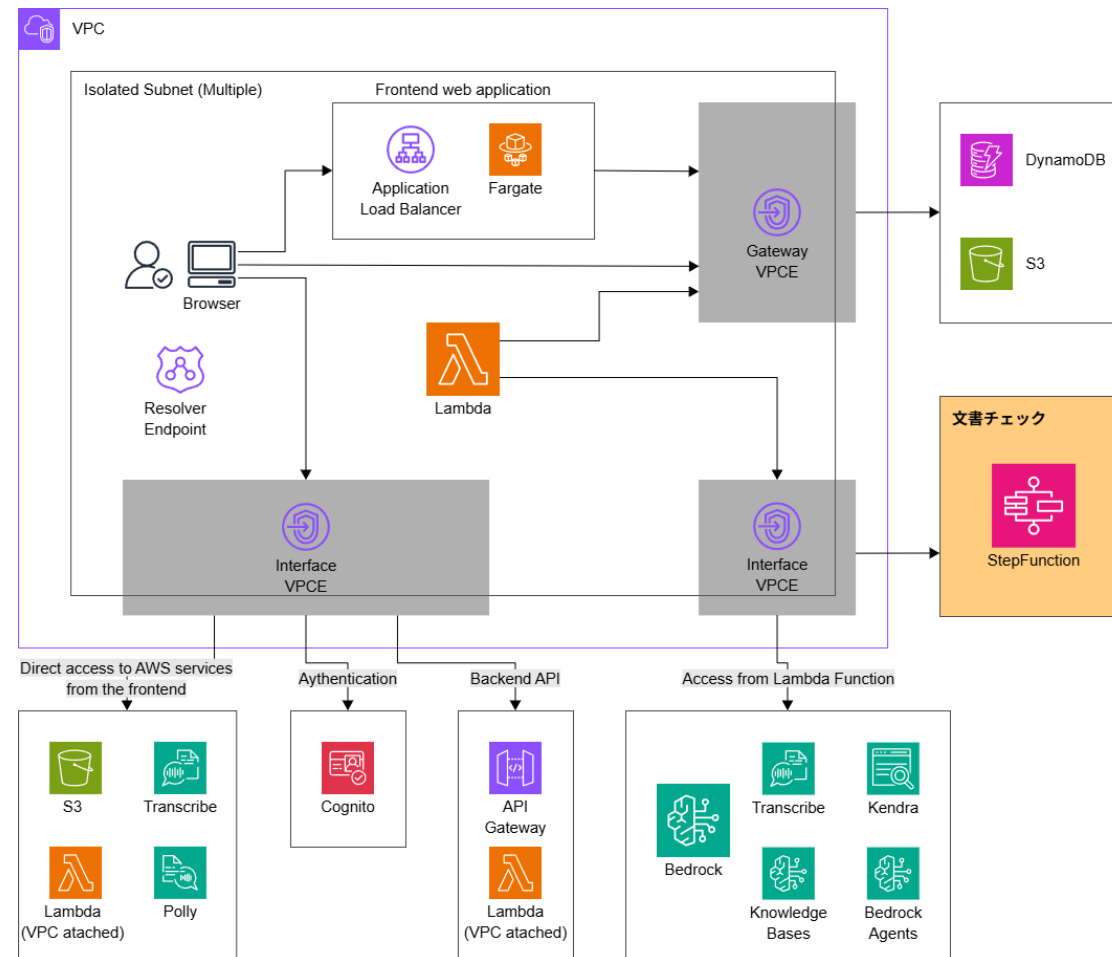 VPC
Isolated Subnet (Multiple)
Frontend web application
Application
Load Balancer
Fargate
Gateway
VPCE
DynamoDB
S3
Browser
Lambda
Resolver
Endpoint
文書チェック
StepFunction
Interface
VPCE
Interface
VPCE
Direct access to AWS services
from the frontend
Aythentication
Backend API
Access from Lambda Function
S3
Transcribe
Lambda
(VPC atached)
Polly
Cognito
API
Gateway
Lambda
(VPC atached)
Bedrock
Transcribe
Kendra
Knowledge
Bases
Bedrock
Agents